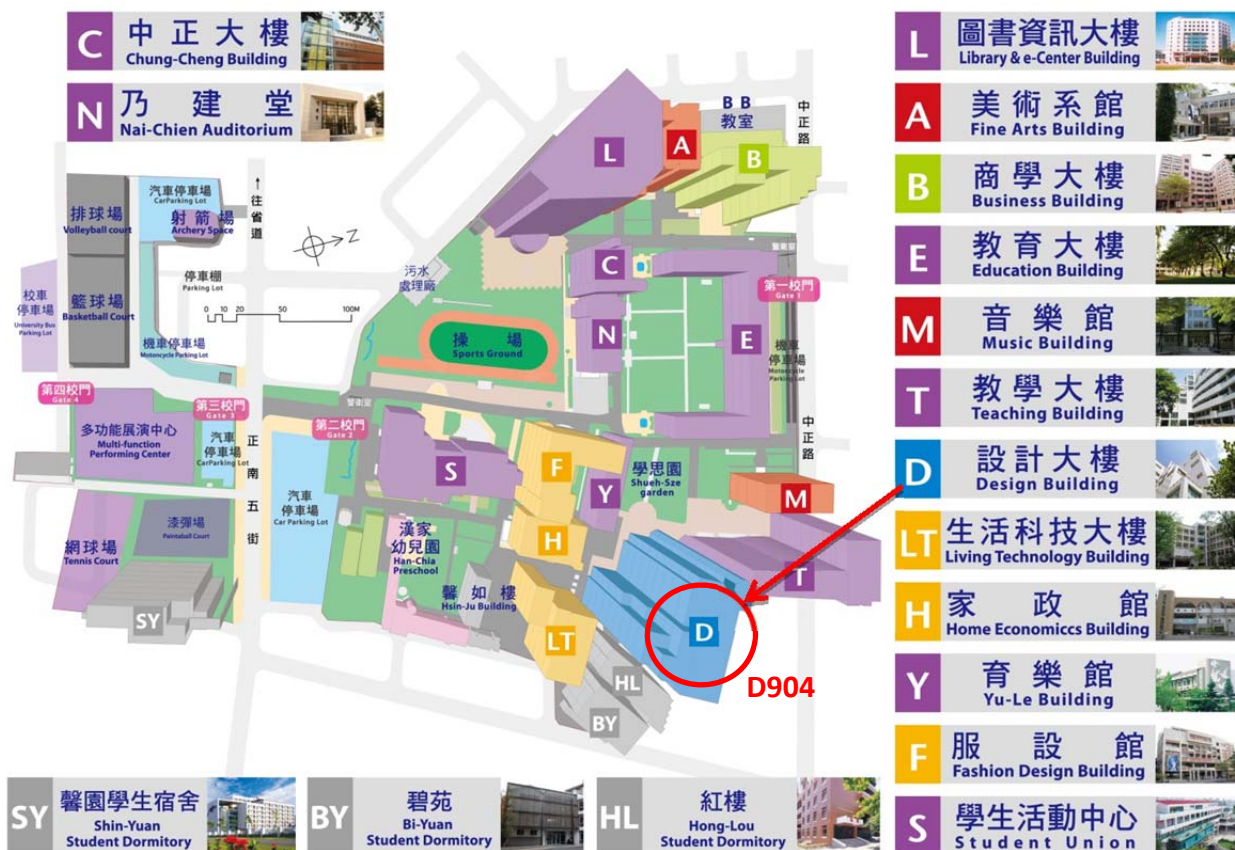 C
中正大樓
Chung-Cheng Building
N
乃建堂
Nai-Chien Auditorium
L
圖書資訊大樓
Library & e-Center Building
A
美術系館
Fine Arts Building
B
商學大樓
Business Building
E
教育大樓
Education Building
M
音樂館
Music Building
T
教學大樓
Teaching Building
D
設計大樓
Design Building
LT
生活科技大樓
Living Technology Building
H
家政館
Home Economiccs Building
Y
育樂館
Yu-Le Building
F
服設館
Fashion Design Building
S
學生活動中心
Student Union
B B
教室
中正路
L
A
B
汽車停車場
CarParking Lot
↑往省道
排球場
Volleyball court
射箭場
Archery Space
Z
警衛室
C
污水
處理廠
停車棚
Parking Lot
第一校門
Gate 1
校車
停車場
University Bus
Parking Lot
籃球場
Basketball Court
0 10 20 50 100M
機車停車場
Motorcycle Parking Lot
操場
Sports Ground
N
E
機車
停車場
Motorcycle
Parking Lot
第四校門
Gate 4
第三校門
Gate 3
警衛室
第二校門
Gate 2
中正路
多功能展演中心
Multi-function
Performing Center
汽車
停車場
CarParking Lot
正南五街
S
F
Y
學思園
Shueh-Sze
garden
M
汽車
停車場
Car Parking Lot
漆彈場
Paintaball Court
網球場
Tennis Court
漢家
幼兒園
Han-Chia
Preschool
H
T
馨如樓
Hsin-Ju Building
SY
LT
D
D904
HL
BY
SY
馨園學生宿舍
Shin-Yuan
Student Dormitory
BY
碧苑
Bi-Yuan
Student Dormitory
HL
紅樓
Hong-Lou
Student Dormitory